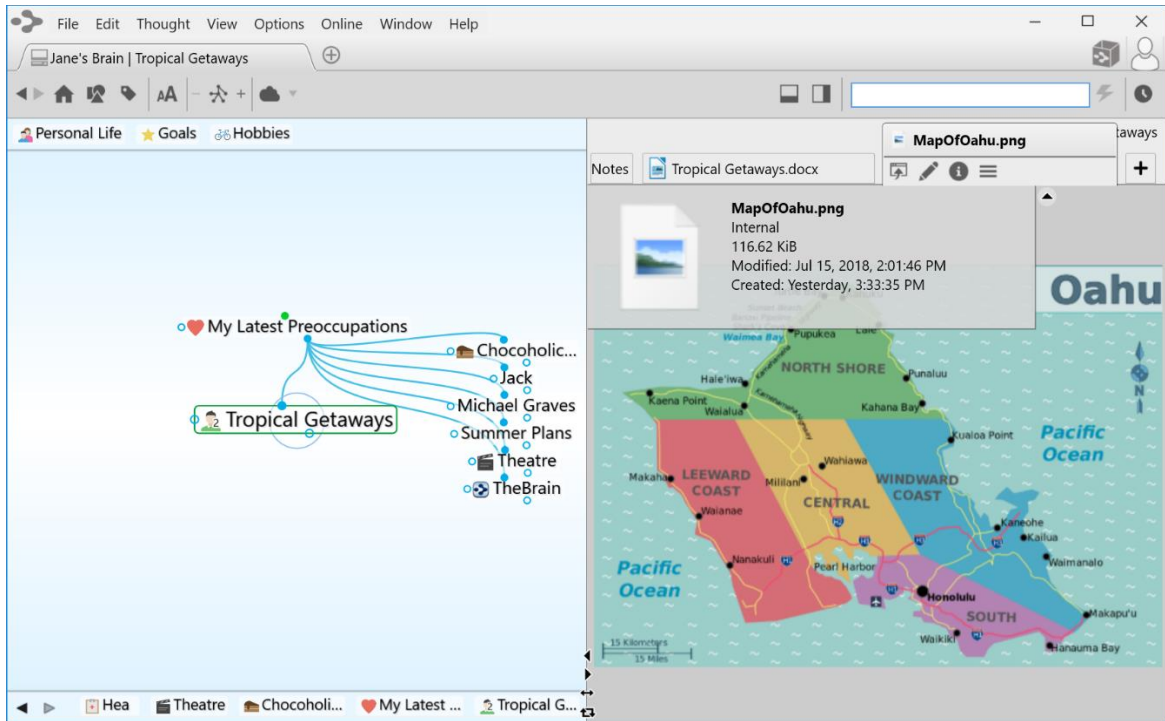 File Edit Thought View Options Online Window Help
Jane's Brain | Tropical Getaways
AA
Personal Life Goals Hobbies
MapOfOahu.png
taways
Notes Tropical Getaways.docx
MapOfOahu.png
Internal
116.62 KiB
Modified: Jul 15, 2018, 2:01:46 PM
Created: Yesterday, 3:33:35 PM
My Latest Preoccupations
Chocoholic...
Jack
Michael Graves
Tropical Getaways
Summer Plans
Theatre
TheBrain
Oahu
Waimea Bay
Pupukea
Laie
NORTH SHORE
Hale'iwa
Punaluu
Kaena Point
Waialua
Kamehameha Highway
Kahana Bay
Kualoa Point
Pacific
Ocean
Wahiawa
Makaha
LEEWARD
COAST
Mililani
WINDWARD
COAST
CENTRAL
Waianae
Kaneohe
Kailua
Nanakuli
Pearl Harbor
Waimanalo
Pacific
Ocean
Honolulu
SOUTH
Makapu'u
Waikiki
Hanauma Bay
15 Kilometers
15 Miles
N
Hea Theatre Chocoholi... My Latest ... Tropical G...